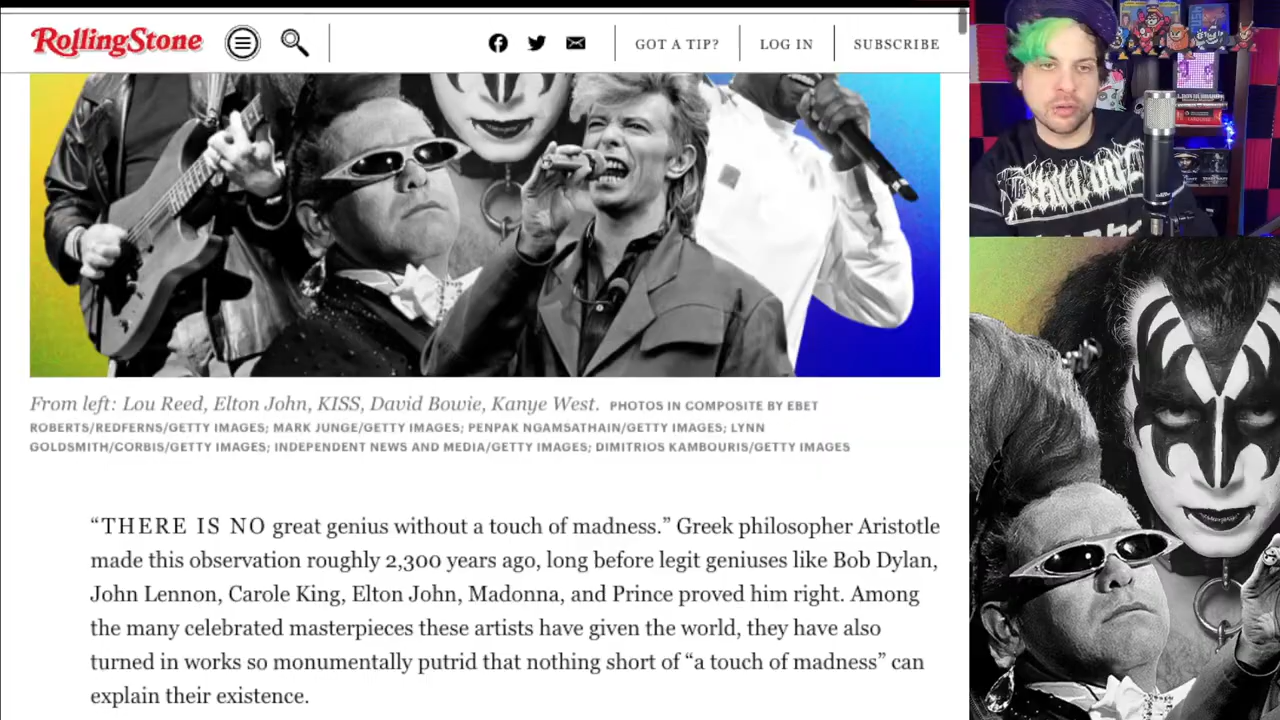 RollingStone
GOT A TIP?
LOG IN
SUBSCRIBE
From left: Lou Reed, Elton John, KISS, David Bowie, Kanye West. PHOTOS IN COMPOSITE BY EBET
ROBERTS/REDFERNS/GETTY IMAGES; MARK JUNGE/GETTY IMAGES; PENPAK NGAMSATHAIN/GETTY IMAGES; LYNN
GOLDSMITH/CORBIS/GETTY IMAGES; INDEPENDENT NEWS AND MEDIA/GETTY IMAGES; DIMITRIOS KAMBOURIS/GETTY IMAGES
“THERE IS NO great genius without a touch of madness.” Greek philosopher Aristotle
made this observation roughly 2,300 years ago, long before legit geniuses like Bob Dylan,
John Lennon, Carole King, Elton John, Madonna, and Prince proved him right. Among
the many celebrated masterpieces these artists have given the world, they have also
turned in works so monumentally putrid that nothing short of “a touch of madness” can
explain their existence.